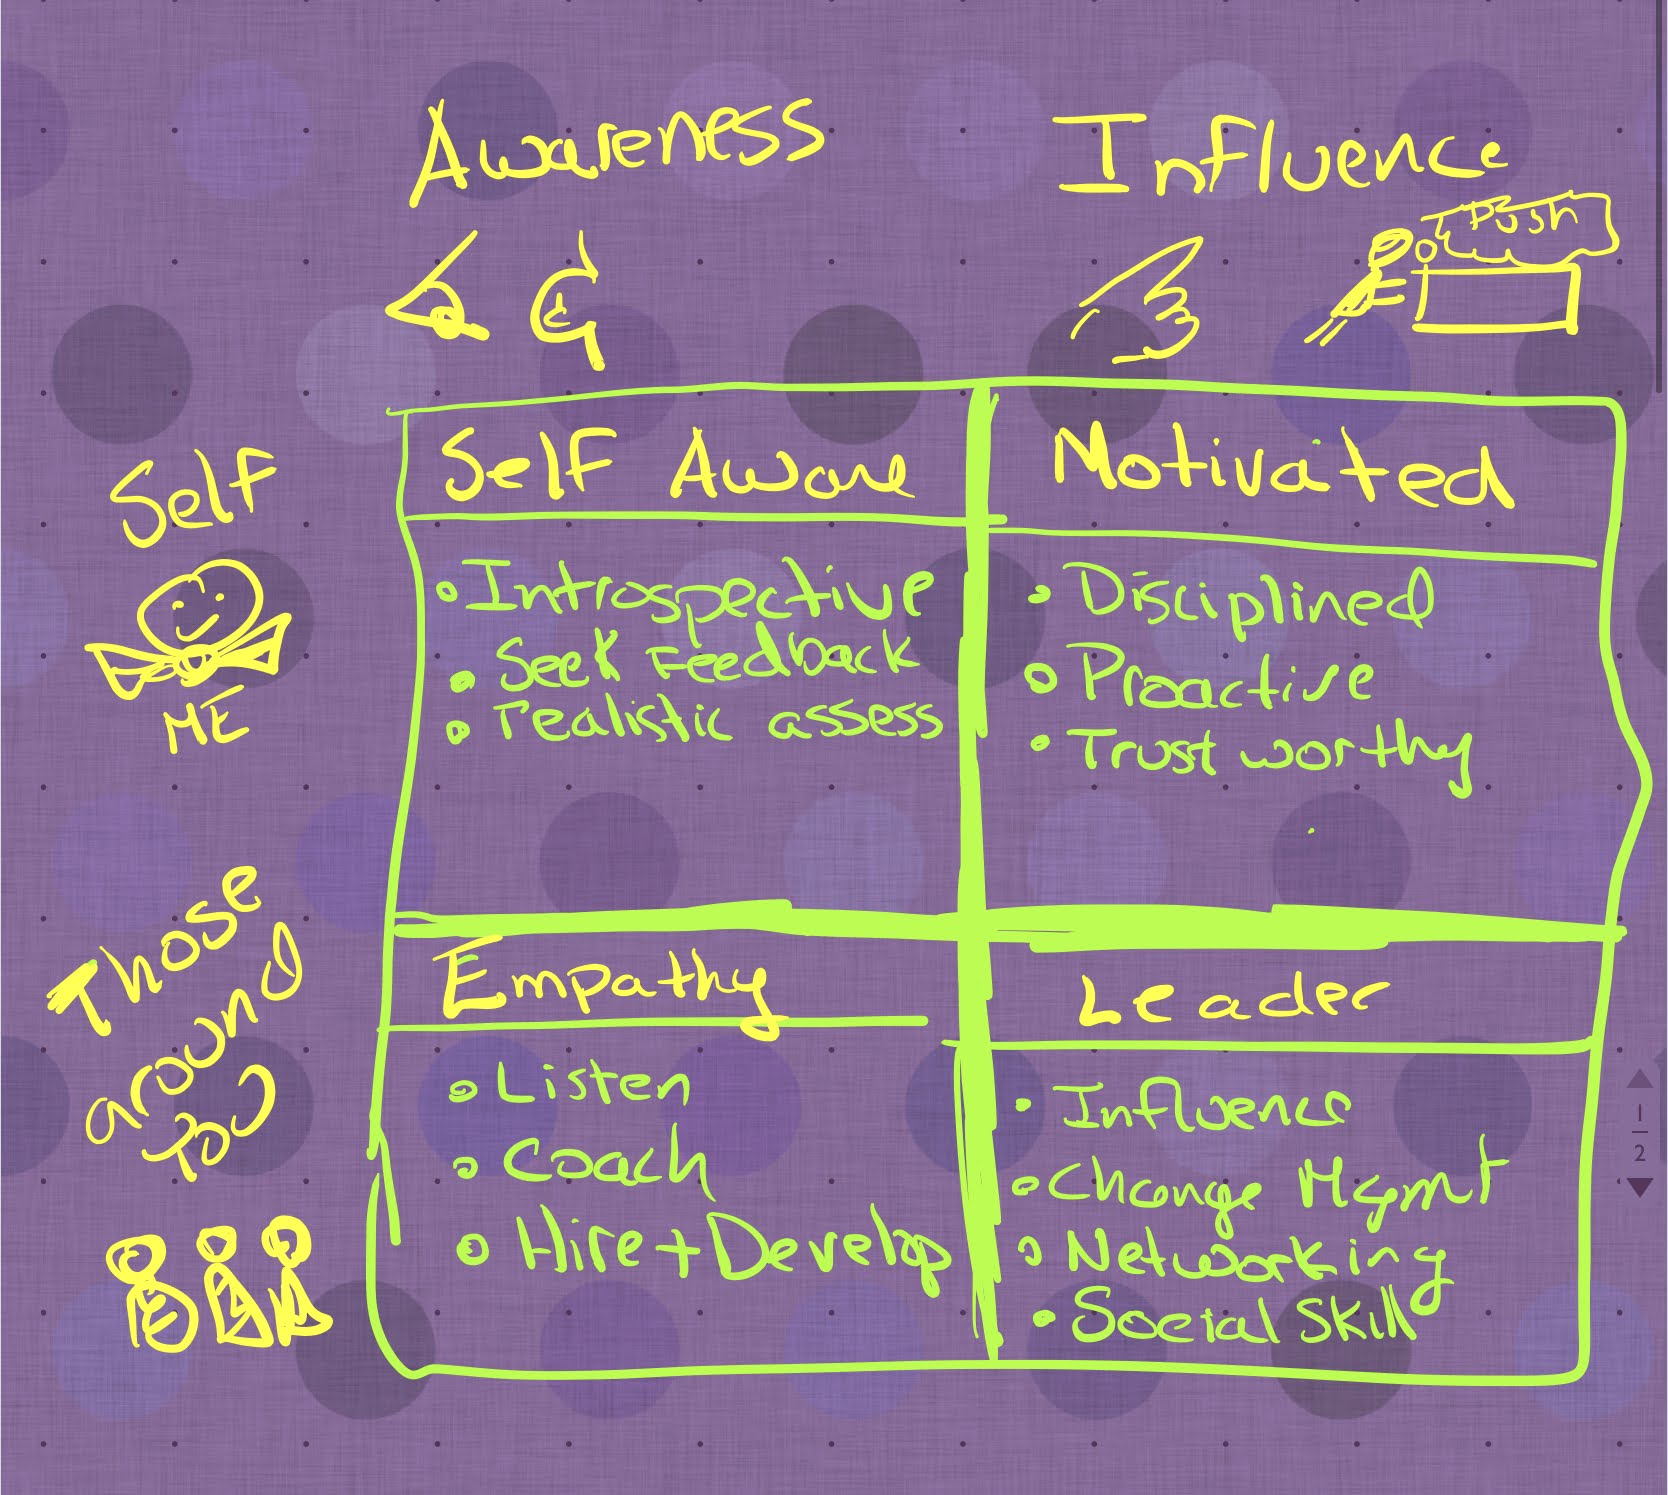 Awareness
Influence
Push
Self
ME
Self Aware
Introspective
Seek Feedback
realistic assess
Motivated
Disciplined
Proactive
Trust worthy
Those
around
You
Empathy
Listen
Coach
Hire + Develop
Leader
Influence
Change Mgmt
Networking
Social Skill
1
2